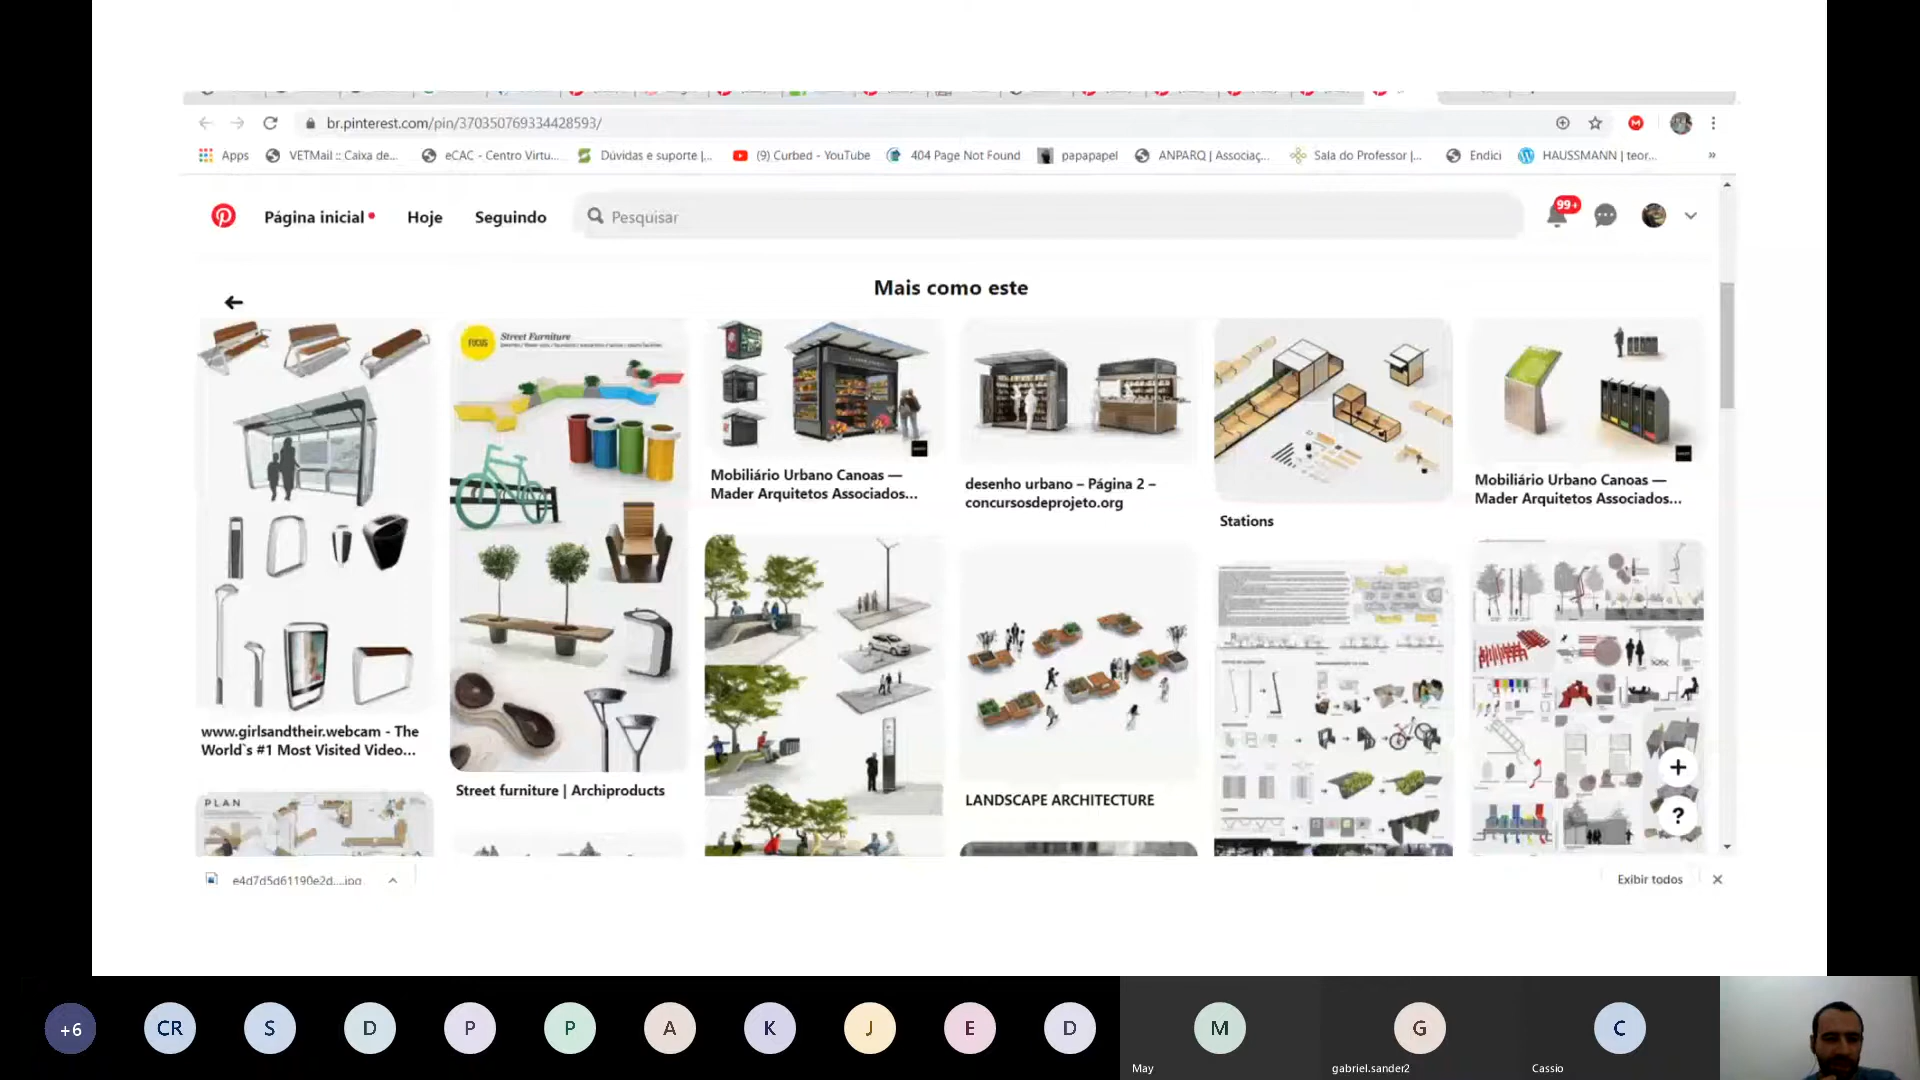 br.pinterest.com/pin/370350769334428593/
Apps
VETMail :: Caixa de...
eCAC - Centro Virtu...
Dúvidas e suporte |...
(9) Curbed - YouTube
404 Page Not Found
papapapel
ANPARQ | Associaç...
Sala do Professor |...
Endici
HAUSSMANN | teor...
»
Página inicial
Hoje
Seguindo
Pesquisar
99+
Mais como este
FOCUS
Street Furniture
Mobiliário Urbano Canoas —
Mader Arquitetos Associados...
desenho urbano – Página 2 –
concursosdeprojeto.org
Stations
Mobiliário Urbano Canoas —
Mader Arquitetos Associados...
www.girlsandtheir.webcam - The
World`s #1 Most Visited Video...
Street furniture | Archiproducts
LANDSCAPE ARCHITECTURE
PLAN
+
?
e4d7d5d61190e2d....jpg
Exibir todos
+6
CR
S
D
P
P
A
K
J
E
D
M
May
G
gabriel.sander2
C
Cassio